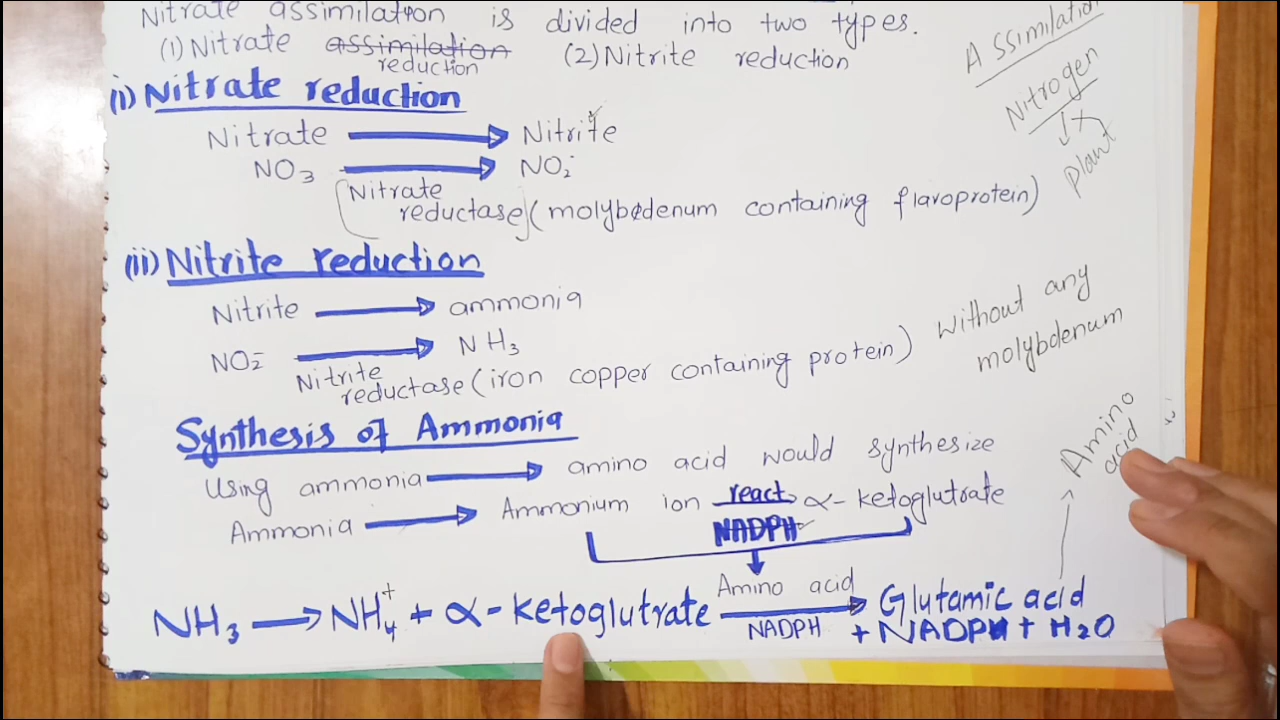 Nitrate assimilation is divided into two types.
(1) Nitrate assimilation (2) Nitrite reduction
reduction
(i) Nitrate reduction
Nitrate → Nitrite
NO3 → NO2-
Nitrate
reductase (molybdenum containing flavoprotein)
(ii) Nitrite reduction
Nitrite → ammonia
NO2- → NH3
Nitrite
reductase (iron copper containing protein) without any
molybdenum
Synthesis of Ammonia
Using ammonia → amino acid would synthesize
Ammonia → Ammonium ion react α-ketoglutrate
NADPH
Amino acid
NH3 → NH4+ + α-ketoglutrate → Glutamic acid
NADPH + NADP + H2O
Assimilation
Nitrogen
↓
Plant
Amino
acid